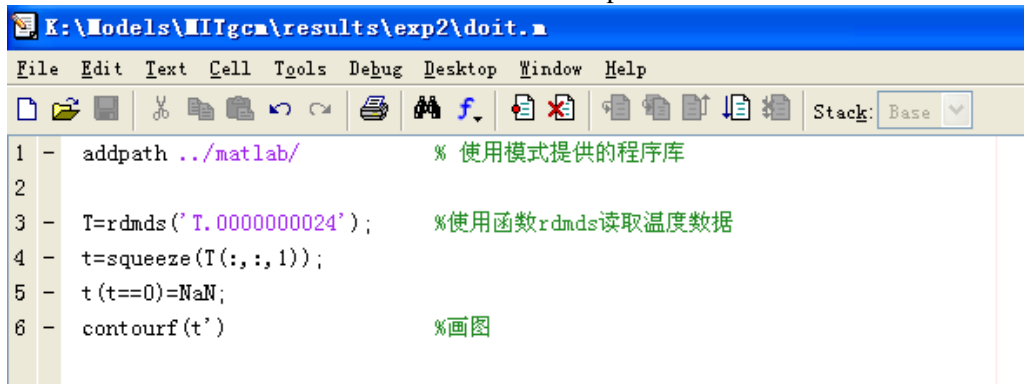 K:\Models\MITgcm\results\exp2\doit.m
File Edit Text Cell Tools Debug Desktop Window Help
Stack: Base
1 - addpath ../matlab/ % 使用模式提供的程序库
2
3 - T=rdmds('T.0000000024'); %使用函数rdmds读取温度数据
4 - t=squeeze(T(:,:,1));
5 - t(t==0)=NaN;
6 - contourf(t') %画图